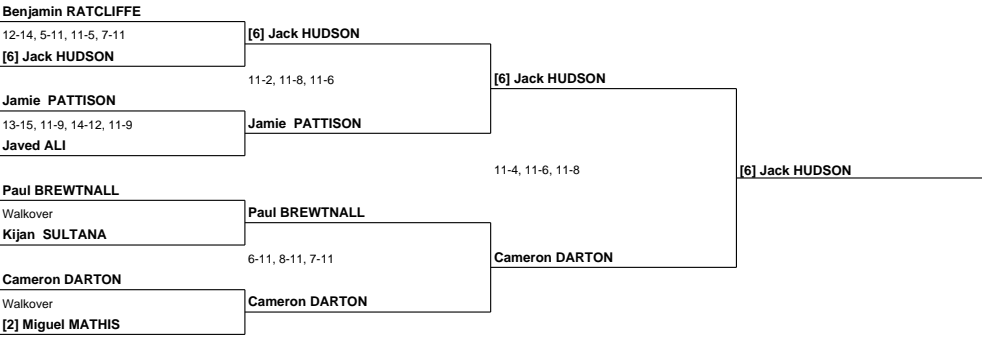 Benjamin RATCLIFFE
12-14, 5-11, 11-5, 7-11
[6] Jack HUDSON
[6] Jack HUDSON
11-2, 11-8, 11-6
[6] Jack HUDSON
Jamie PATTISON
13-15, 11-9, 14-12, 11-9
Jamie PATTISON
Javed ALI
11-4, 11-6, 11-8
[6] Jack HUDSON
Paul BREWTNALL
Walkover
Paul BREWTNALL
Kijan SULTANA
6-11, 8-11, 7-11
Cameron DARTON
Cameron DARTON
Walkover
Cameron DARTON
[2] Miguel MATHIS